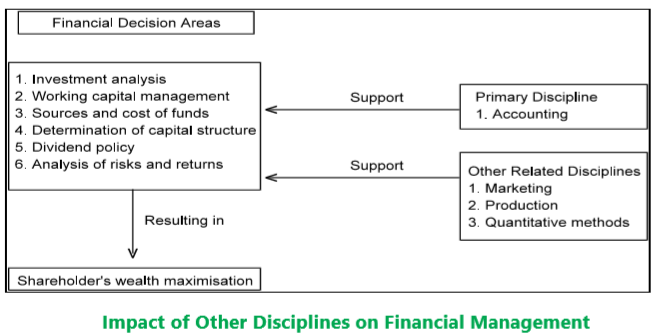 Financial Decision Areas
1. Investment analysis
2. Working capital management
3. Sources and cost of funds
4. Determination of capital structure
5. Dividend policy
6. Analysis of risks and returns
Support
Primary Discipline
1. Accounting
Support
Other Related Disciplines
1. Marketing
2. Production
3. Quantitative methods
Resulting in
Shareholder's wealth maximisation
Impact of Other Disciplines on Financial Management